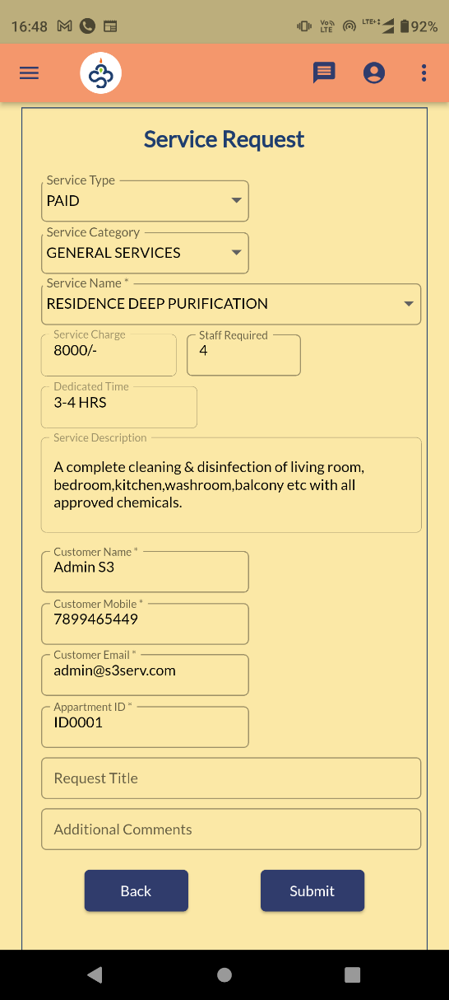 16:48
Vo LTE LTE+ 92%
Service Request
Service Type
PAID
Service Category
GENERAL SERVICES
Service Name *
RESIDENCE DEEP PURIFICATION
Service Charge
8000/-
Staff Required
4
Dedicated Time
3-4 HRS
Service Description
A complete cleaning & disinfection of living room,
bedroom,kitchen,washroom,balcony etc with all
approved chemicals.
Customer Name *
Admin S3
Customer Mobile *
7899465449
Customer Email *
admin@s3serv.com
Appartment ID *
ID0001
Request Title
Additional Comments
Back Submit